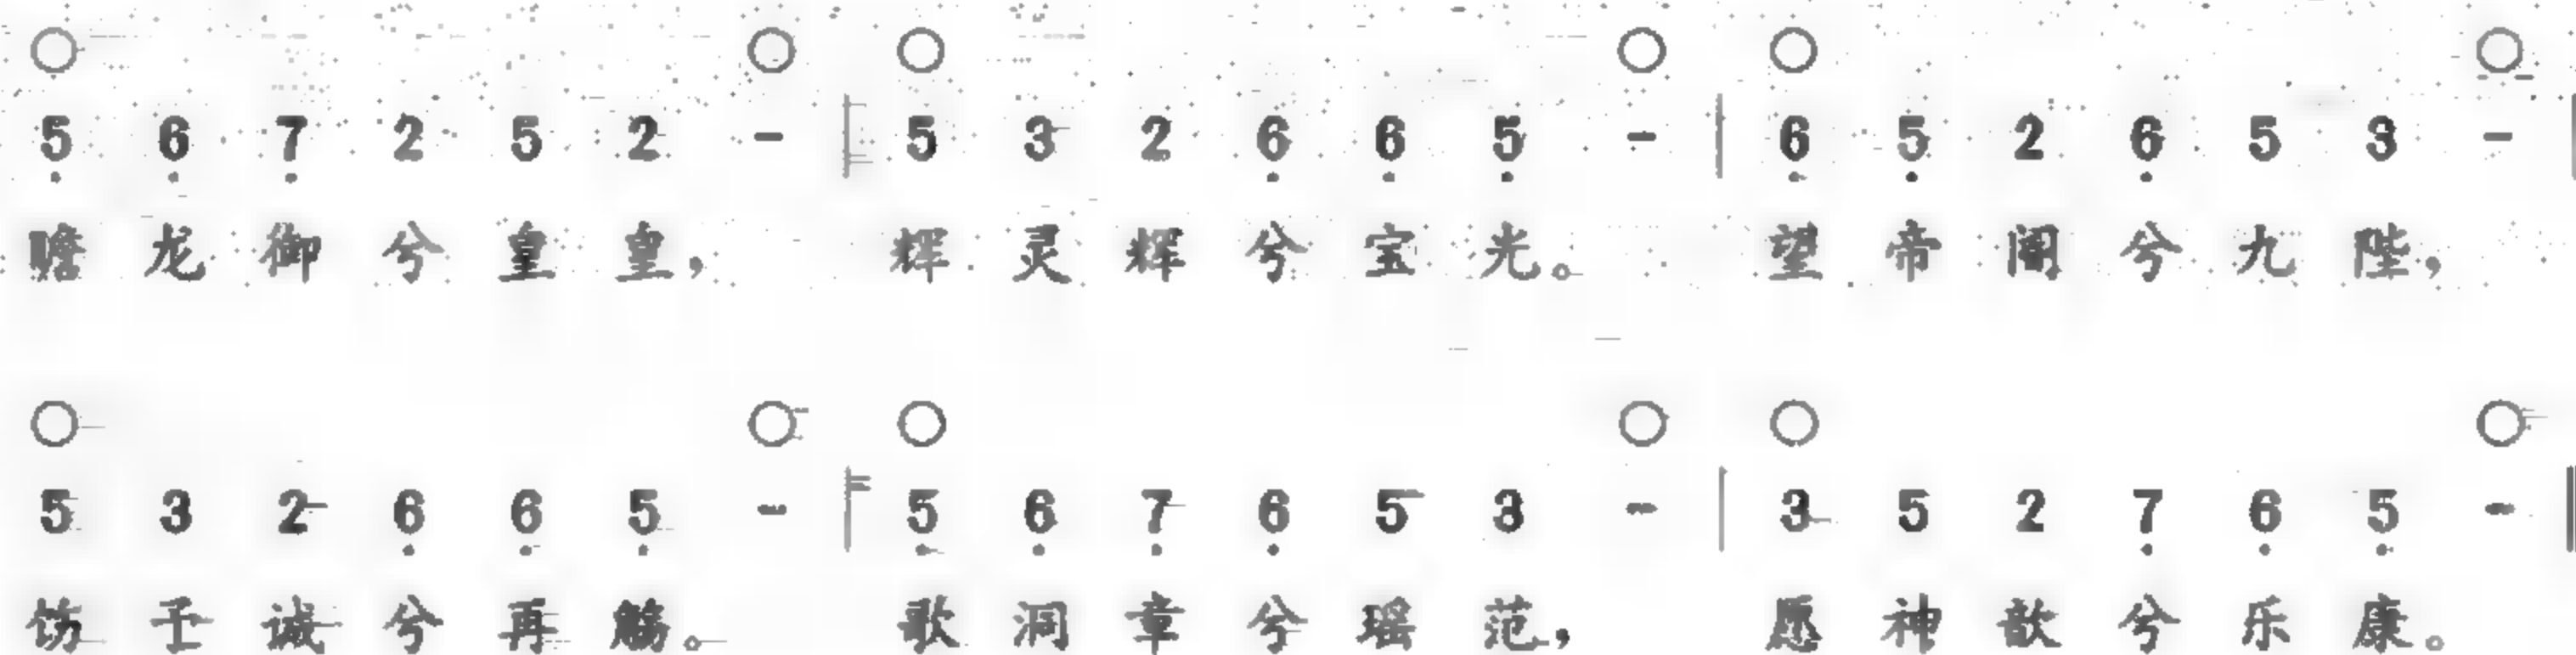 5 6 7 2 5 2 - | 5 3 2 6 6 5 - | 6 5 2 6 5 3 - |
瞻龙御兮皇皇，辉灵辉兮宝光。望帝阍兮九陛，
5 3 2 6 6 5 - | 5 6 7 6 5 3 - | 3 5 2 7 6 5 - |
饬予诚兮再觞。歌洞章兮瑶范，愿神歆兮乐康。